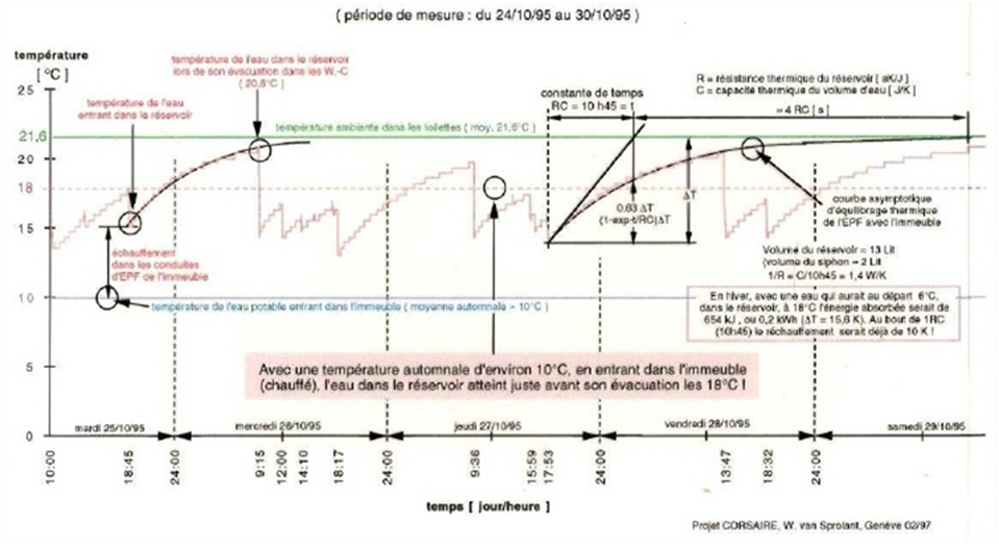 ( période de mesure : du 24/10/95 au 30/10/95 )
température
[ °C ]
température de l'eau dans le réservoir
lors de son évacuation dans les W.-C
( 20,8°C )
température de l'eau
entrant dans le réservoir
température ambiante dans les toilettes ( moy. 21,6°C )
constante de temps
RC = 10 h45 =
R = résistance thermique du réservoir [ sK/J ]
C = capacité thermique du volume d'eau [ J/K ]
= 4 RC [ s ]
25
21,6
20
18
15
10
5
0
0.63 ΔT
(1-exp-t/RC)ΔT
ΔT
courbe asymptotique
d'équilibrage thermique
de l'EPF avec l'immeuble
échauffement
dans les conduites
d'EPF de l'immeuble
Volume du réservoir = 13 Lit
(volume du siphon = 2 Lit
1/R = C/10h45 = 1,4 W/K
température de l'eau potable entrant dans l'immeuble ( moyenne automnale = 10°C )
En hiver, avec une eau qui aurait au départ 6°C,
dans le réservoir, à 18°C l'énergie absorbée serait de
654 kJ , ou 0,2 kWh (ΔT = 15,6 K). Au bout de 1RC
(10h45) le réchauffement serait déjà de 10 K !
Avec une température automnale d'environ 10°C, en entrant dans l'immeuble
(chauffé), l'eau dans le réservoir atteint juste avant son évacuation les 18°C !
mardi 25/10/95
mercredi 26/10/95
jeudi 27/10/95
vendredi 28/10/95
samedi 29/10/95
10:00
18:45
24:00
9:15
12:00
14:10
18:17
24:00
9:36
15:59
17:53
24:00
13:47
18:32
24:00
temps [ jour/heure ]
Projet CORSAIRE, W. van Sprolant, Genève 02/97